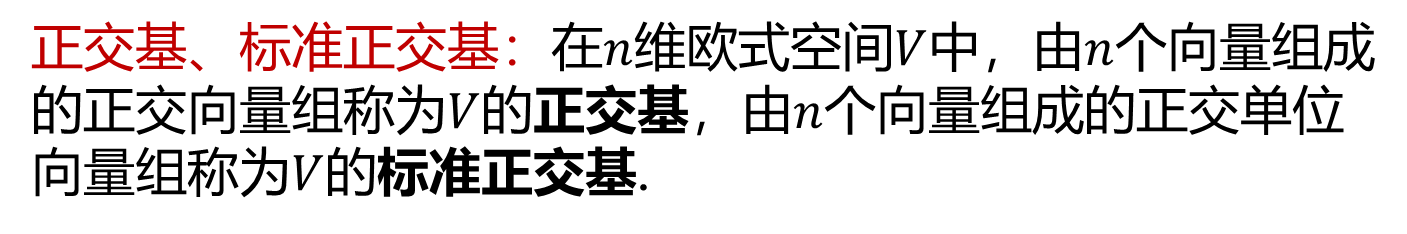 正交基、标准正交基：在n维欧式空间V中，由n个向量组成
的正交向量组称为V的正交基，由n个向量组成的正交单位
向量组称为V的标准正交基.